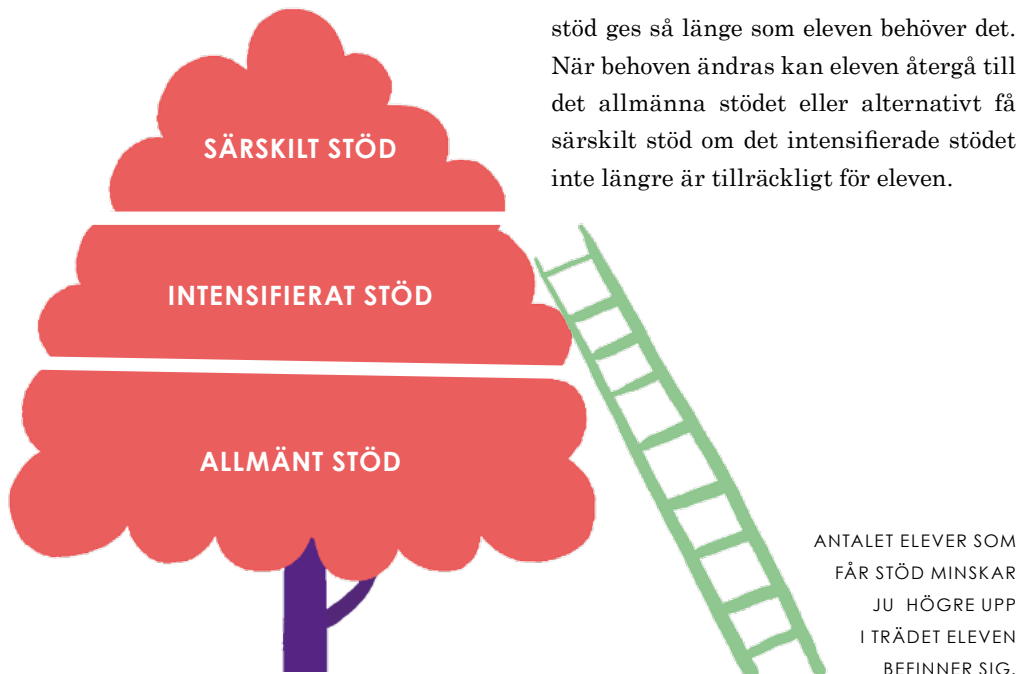 stöd ges så länge som eleven behöver det.
När behoven ändras kan eleven återgå till
det allmänna stödet eller alternativt få
särskilt stöd om det intensifierade stödet
inte längre är tillräckligt för eleven.
SÄRSKILT STÖD
INTENSIFIERAT STÖD
ALLMÄNT STÖD
ANTALET ELEVER SOM
FÅR STÖD MINSKAR
JU HÖGRE UPP
I TRÄDET ELEVEN
BEFINNER SIG.